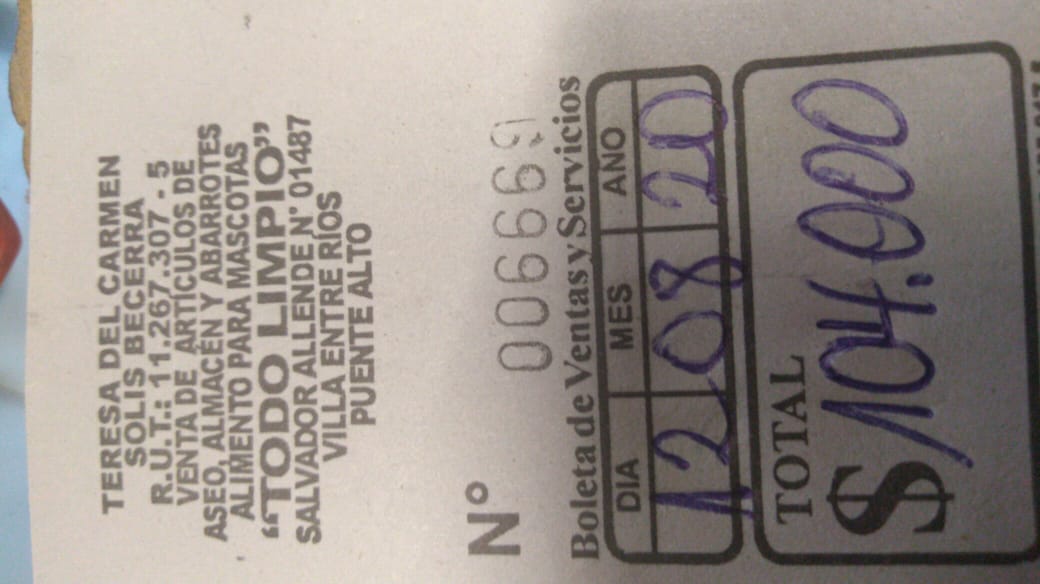 TERESA DEL CARMEN
SOLIS BECERRA
R.U.T.: 11.267.307 - 5
VENTA DE ARTÍCULOS DE
ASEO, ALMACÉN Y ABARROTES
ALIMENTO PARA MASCOTAS
“TODO LIMPIO”
SALVADOR ALLENDE N° 01487
VILLA ENTRE RÍOS
PUENTE ALTO
N° 006669
Boleta de Ventas y Servicios
DIA MES AÑO
12 08 20
TOTAL
$ 104.900